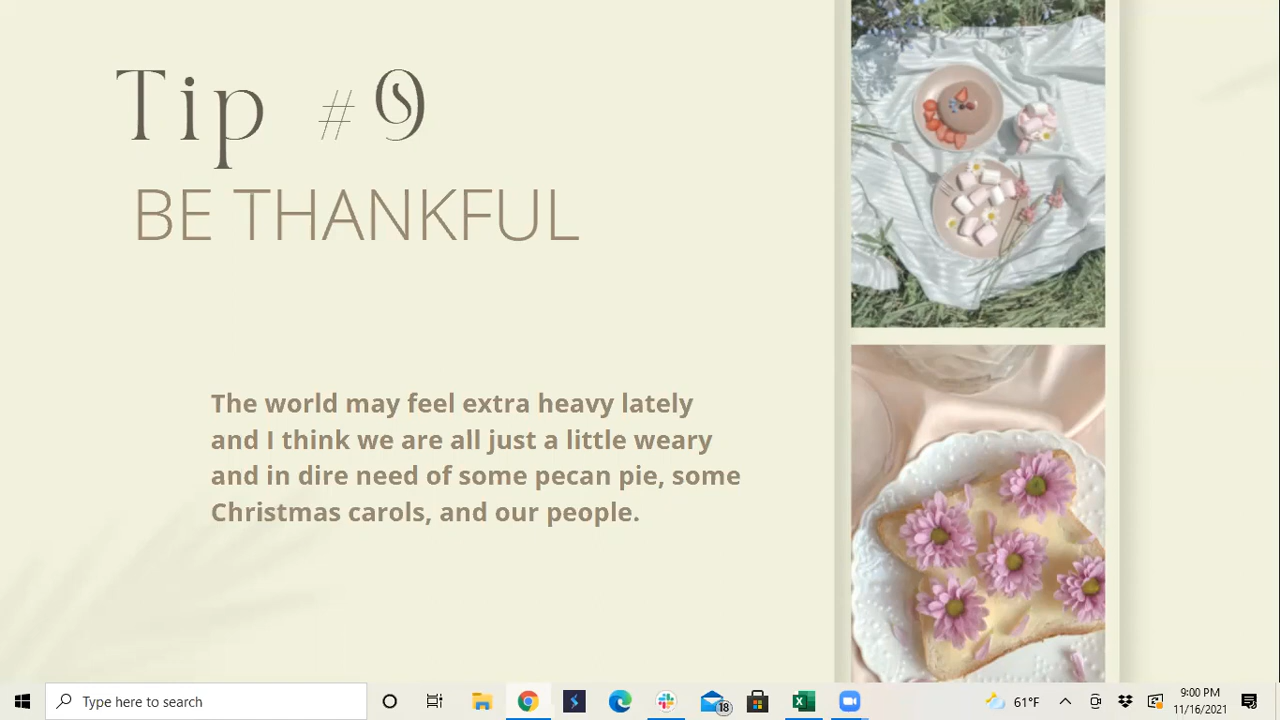 Tip #9
BE THANKFUL
The world may feel extra heavy lately
and I think we are all just a little weary
and in dire need of some pecan pie, some
Christmas carols, and our people.
Type here to search
18
61°F
9:00 PM
11/16/2021